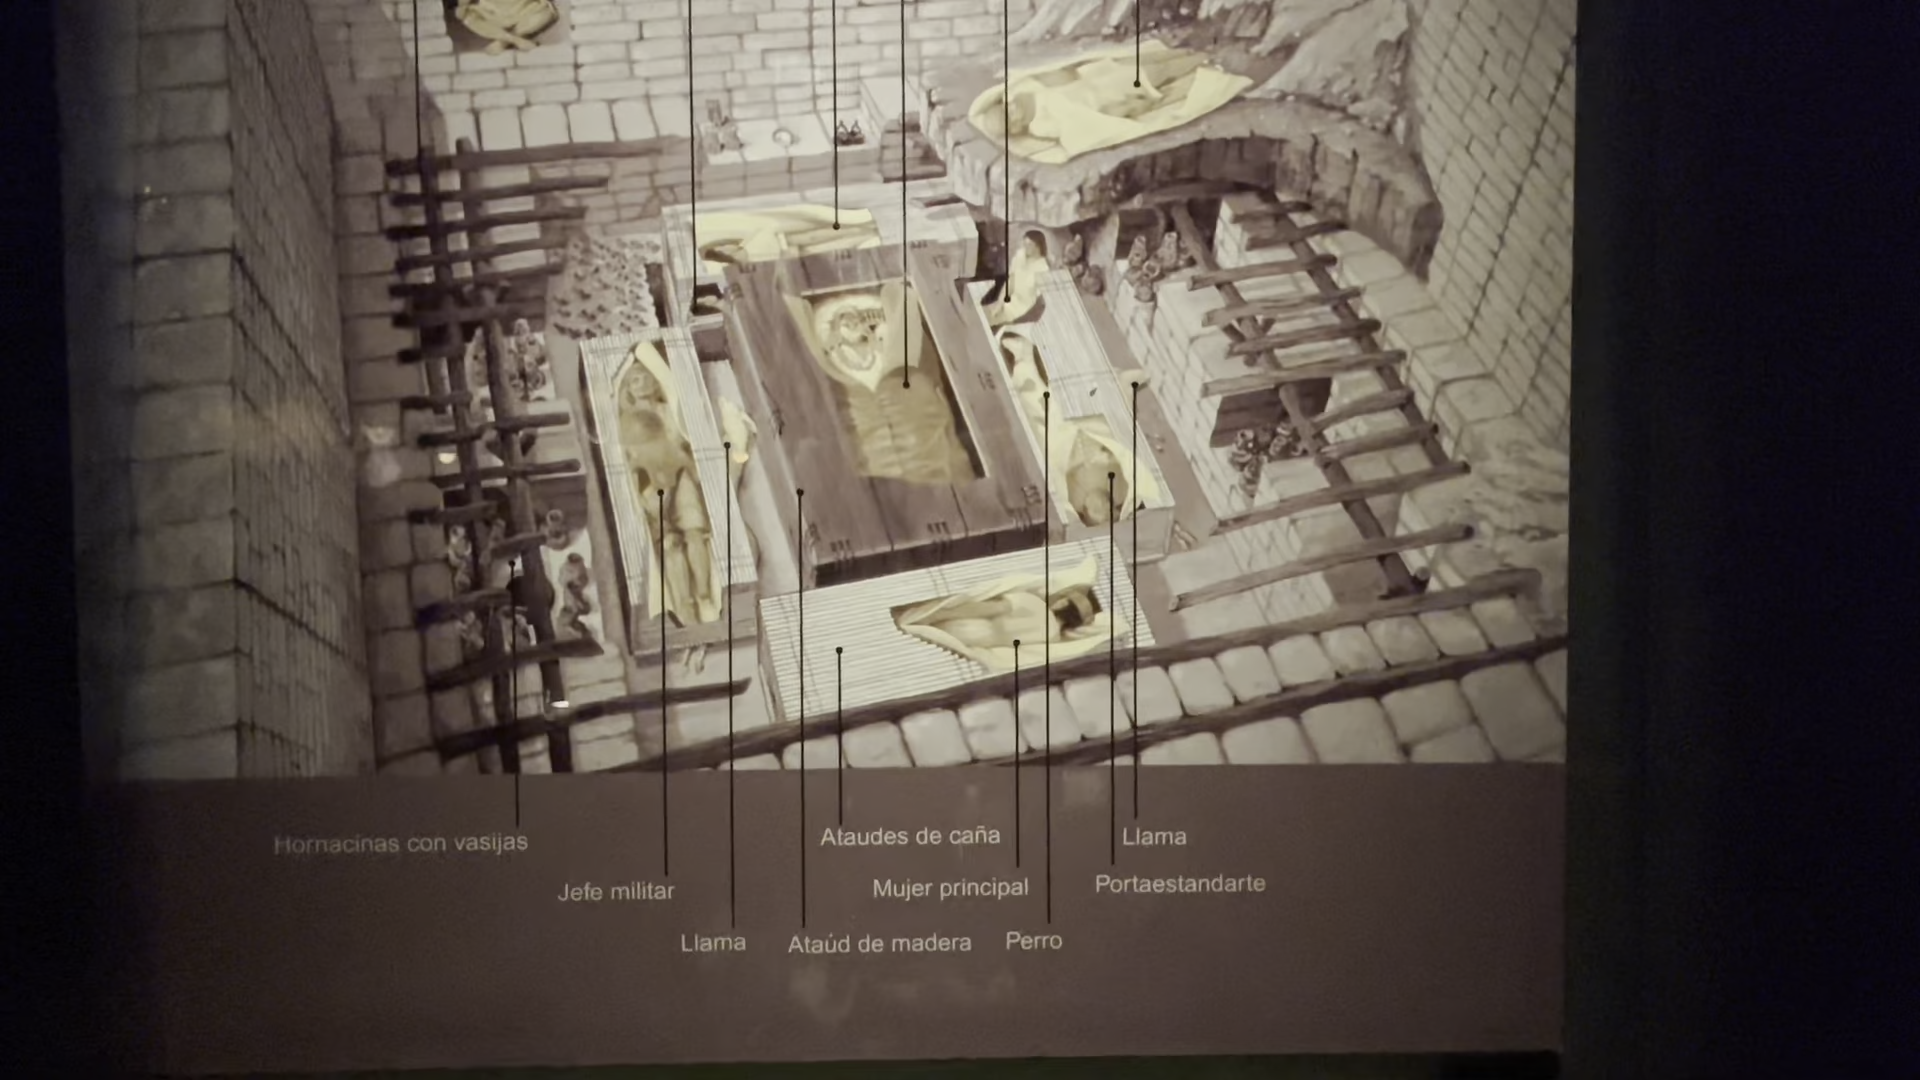 Hornacinas con vasijas
Ataudes de caña
Llama
Jefe militar
Mujer principal
Portaestandarte
Llama
Ataúd de madera
Perro